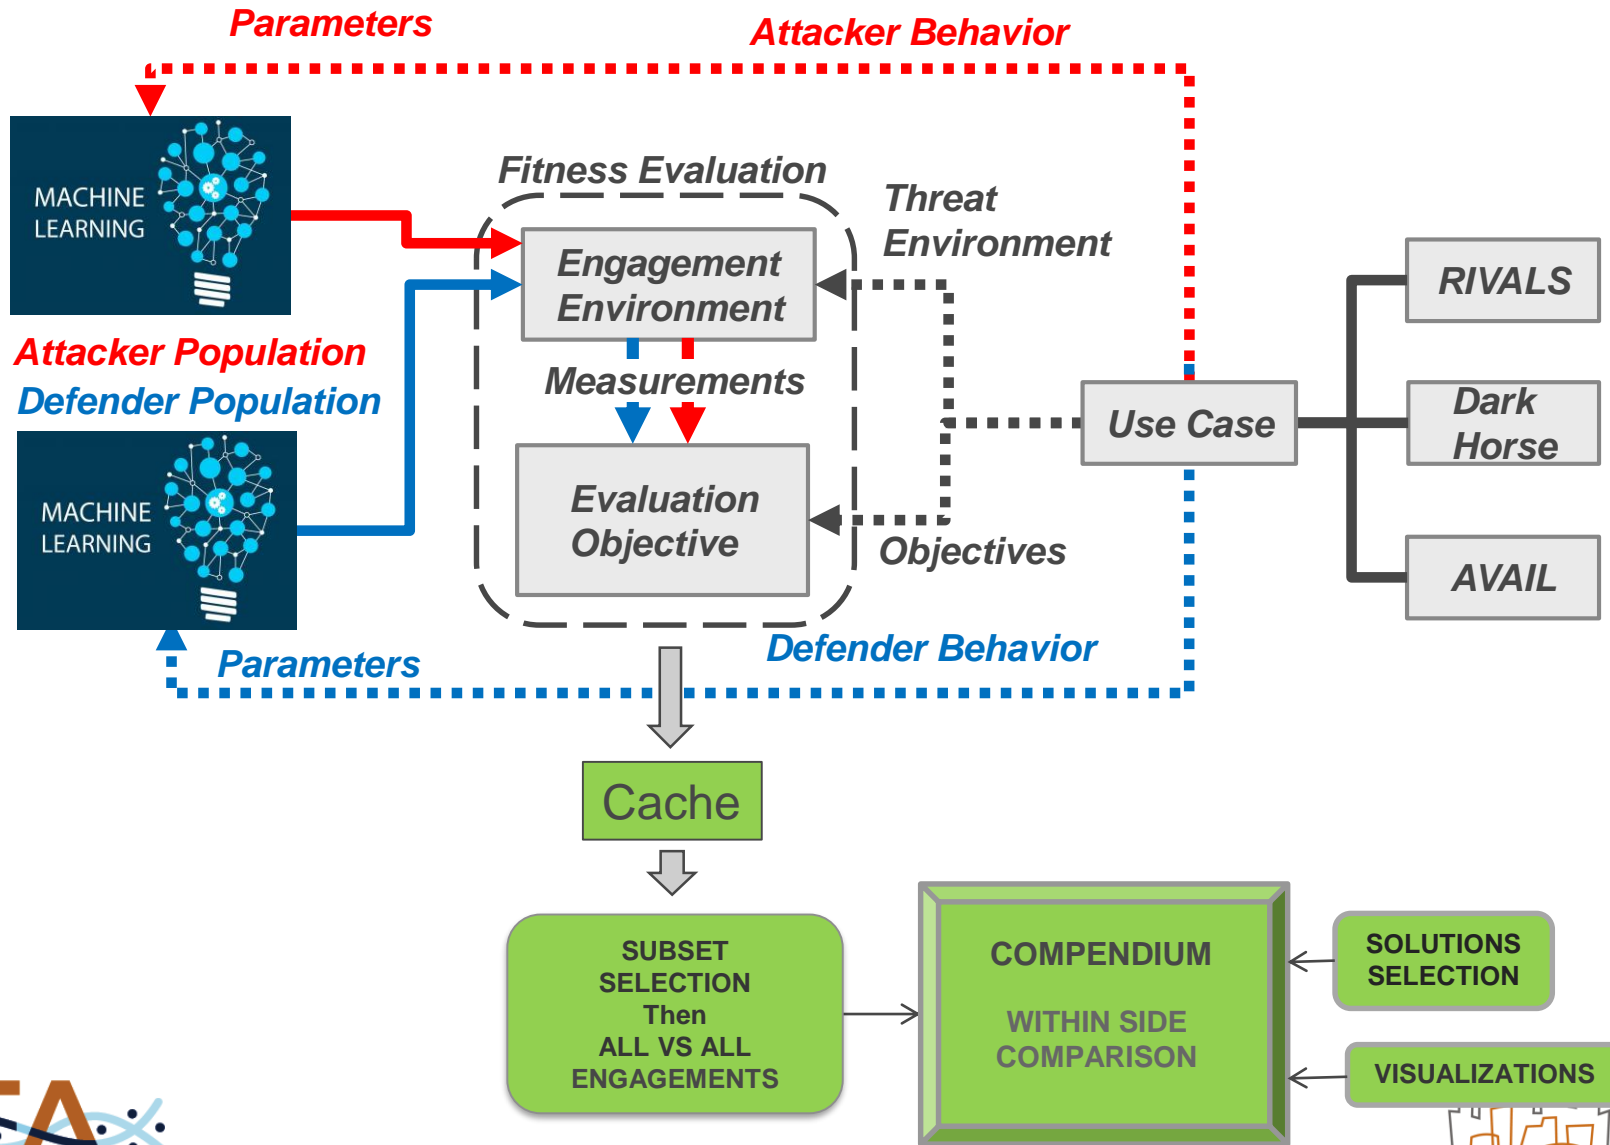 Parameters
Attacker Behavior
MACHINE
LEARNING
Fitness Evaluation
Threat
Environment
Engagement
Environment
RIVALS
Attacker Population
Defender Population
Measurements
Use Case
Dark
Horse
MACHINE
LEARNING
Evaluation
Objective
Objectives
AVAIL
Parameters
Defender Behavior
Cache
SUBSET
SELECTION
Then
ALL VS ALL
ENGAGEMENTS
COMPENDIUM
WITHIN SIDE
COMPARISON
SOLUTIONS
SELECTION
VISUALIZATIONS